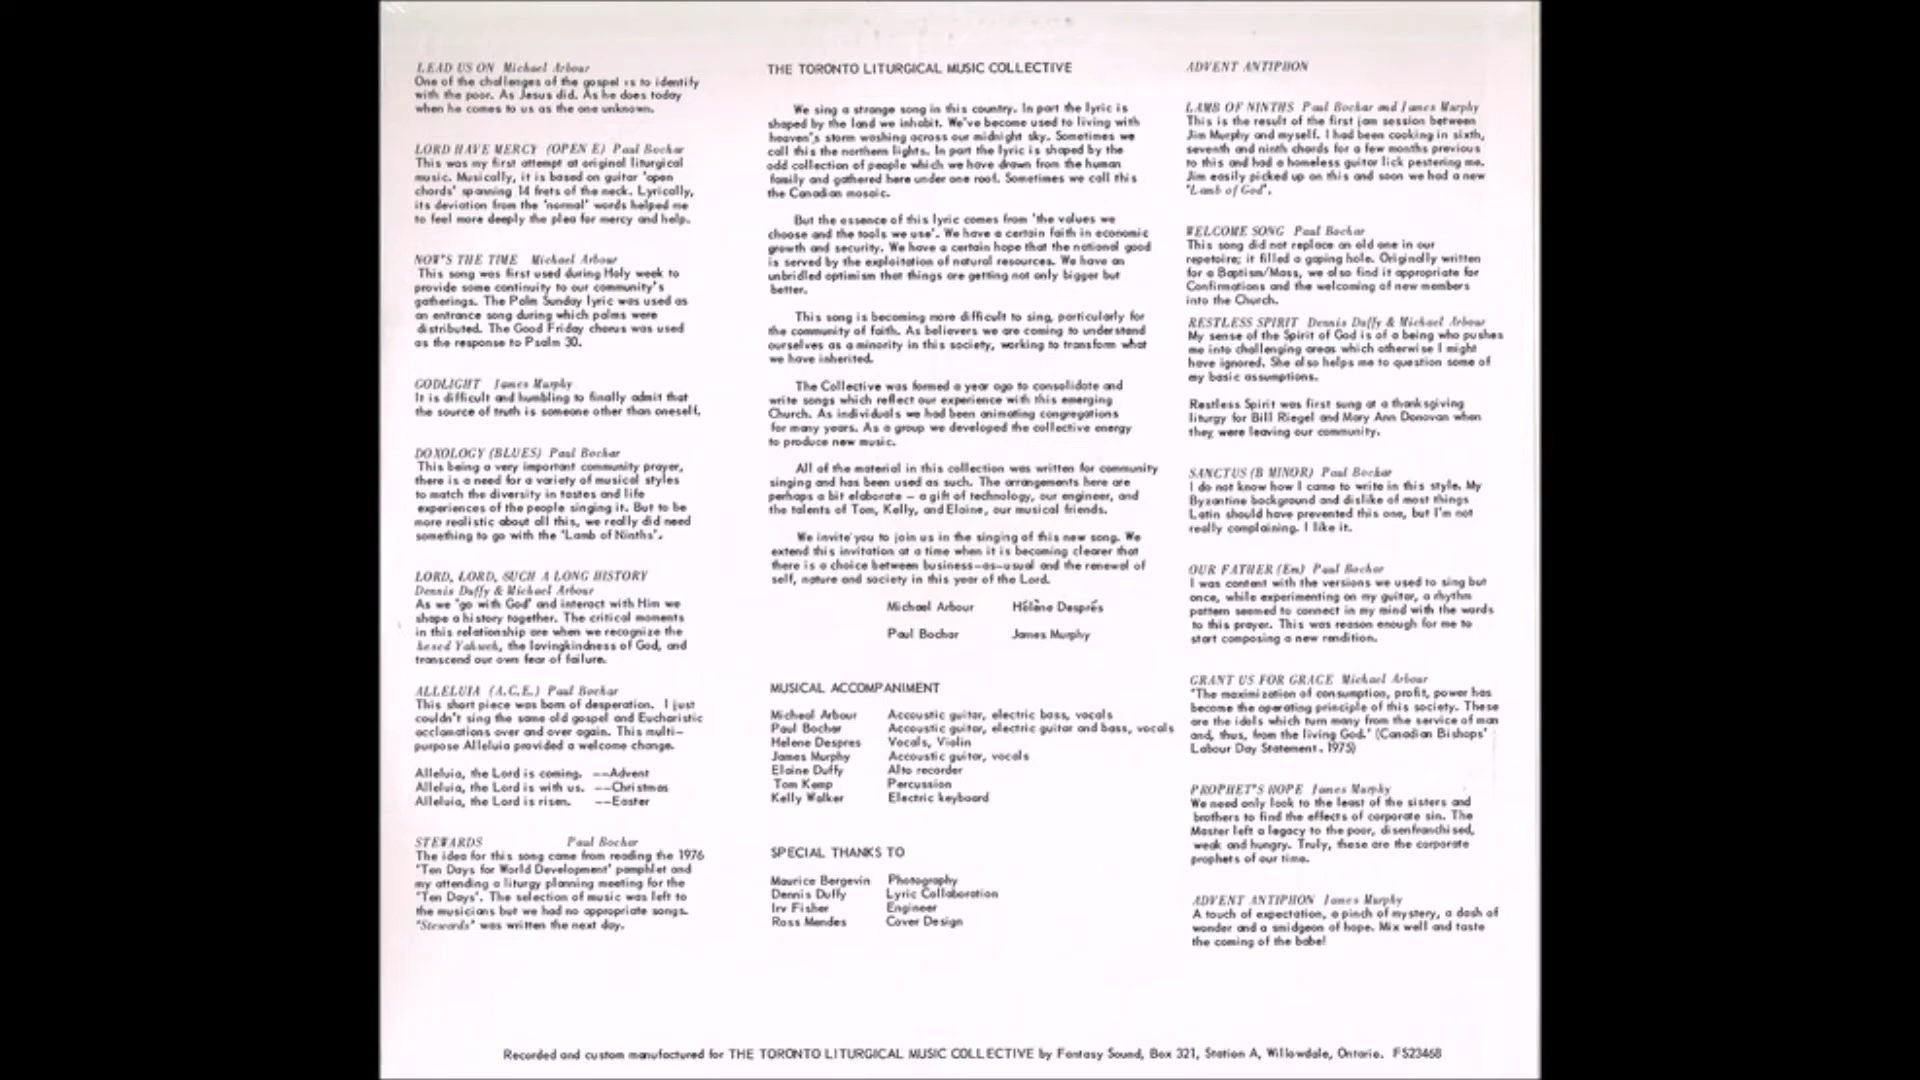 LEAD US ON Michael Arbour
One of the challenges of the gospel is to identify
with the poor. As Jesus did. As he does today
when he comes to us as the one unknown.
LORD HAVE MERCY (OPEN E) Paul Bochar
This was my first attempt at original liturgical
music. Musically, it is based on guitar 'open
chords' spanning 14 frets of the neck. Lyrically,
its deviation from the 'normal' words helped me
to feel more deeply the plea for mercy and help.
NOW'S THE TIME Michael Arbour
This song was first used during Holy week to
provide some continuity to our community's
gatherings. The Palm Sunday lyric was used as
an entrance song during which palms were
distributed. The Good Friday chorus was used
as the response to Psalm 30.
GODLIGHT James Murphy
It is difficult and humbling to finally admit that
the source of truth is someone other than oneself.
DOXOLOGY (BLUES) Paul Bochar
This being a very important community prayer,
there is a need for a variety of musical styles
to match the diversity in tastes and life
experiences of the people singing it. But to be
more realistic about all this, we really did need
something to go with the "Lamb of Ninths".
LORD, LORD, SUCH A LONG HISTORY
Dennis Duffy & Michael Arbour
As we "go with God" and interact with Him we
shape a history together. The critical moments
in this relationship are when we recognize the
hesed Yahweh, the lovingkindness of God, and
transcend our own fear of failure.
ALLELUIA (A.C.E.) Paul Bochar
This short piece was born of desperation. I just
couldn't sing the same old gospel and Eucharistic
acclamations over and over again. This multi-
purpose Alleluia provided a welcome change.
Alleluia, the Lord is coming. --Advent
Alleluia, the Lord is with us. --Christmas
Alleluia, the Lord is risen. --Easter
STEWARDS Paul Bochar
The idea for this song came from reading the 1976
"Ten Days for World Development" pamphlet and
my attending a liturgy planning meeting for the
"Ten Days". The selection of music was left to
the musicians but we had no appropriate songs.
"Stewards" was written the next day.
THE TORONTO LITURGICAL MUSIC COLLECTIVE
We sing a strange song in this country. In part the lyric is
shaped by the land we inhabit. We've become used to living with
heaven's storm washing across our midnight sky. Sometimes we
call this the northern lights. In part the lyric is shaped by the
odd collection of people which we have drawn from the human
family and gathered here under one roof. Sometimes we call this
the Canadian mosaic.
But the essence of this lyric comes from 'the values we
choose and the tools we use'. We have a certain faith in economic
growth and security. We have a certain hope that the national good
is served by the exploitation of natural resources. We have an
unbridled optimism that things are getting not only bigger but
better.
This song is becoming more difficult to sing, particularly for
the community of faith. As believers we are coming to understand
ourselves as a minority in this society, working to transform what
we have inherited.
The Collective was formed a year ago to consolidate and
write songs which reflect our experience with this emerging
Church. As individuals we had been animating congregations
for many years. As a group we developed the collective energy
to produce new music.
All of the material in this collection was written for community
singing and has been used as such. The arrangements here are
perhaps a bit elaborate – a gift of technology, our engineer, and
the talents of Tom, Kelly, and Elaine, our musical friends.
We invite you to join us in the singing of this new song. We
extend this invitation at a time when it is becoming clearer that
there is a choice between business-as-usual and the renewal of
self, nature and society in this year of the Lord.
Michael Arbour Hélène Després
Paul Bochar James Murphy
MUSICAL ACCOMPANIMENT
Micheal Arbour Accoustic guitar, electric bass, vocals
Paul Bochar Accoustic guitar, electric guitar and bass, vocals
Helene Despres Vocals, Violin
James Murphy Accoustic guitar, vocals
Elaine Duffy Alto recorder
Tom Kemp Percussion
Kelly Walker Electric keyboard
SPECIAL THANKS TO
Maurice Bergevin Photography
Dennis Duffy Lyric Collaboration
Irv Fisher Engineer
Ross Mendes Cover Design
ADVENT ANTIPHON
LAMB OF NINTHS Paul Bochar and James Murphy
This is the result of the first jam session between
Jim Murphy and myself. I had been cooking in sixth,
seventh and ninth chords for a few months previous
to this and had a homeless guitar lick pestering me.
Jim easily picked up on this and soon we had a new
"Lamb of God".
WELCOME SONG Paul Bochar
This song did not replace an old one in our
repetoire; it filled a gaping hole. Originally written
for a Baptism/Mass, we also find it appropriate for
Confirmations and the welcoming of new members
into the Church.
RESTLESS SPIRIT Dennis Duffy & Michael Arbour
My sense of the Spirit of God is of a being who pushes
me into challenging areas which otherwise I might
have ignored. She also helps me to question some of
my basic assumptions.
Restless Spirit was first sung at a thanksgiving
liturgy for Bill Riegel and Mary Ann Donovan when
they were leaving our community.
SANCTUS (B MINOR) Paul Bochar
I do not know how I came to write in this style. My
Byzantine background and dislike of most things
Latin should have prevented this one, but I'm not
really complaining. I like it.
OUR FATHER (Em) Paul Bochar
I was content with the versions we used to sing but
once, while experimenting on my guitar, a rhythm
pattern seemed to connect in my mind with the words
to this prayer. This was reason enough for me to
start composing a new rendition.
GRANT US FOR GRACE Michael Arbour
"The maximization of consumption, profit, power has
become the operating principle of this society. These
are the idols which turn many from the service of man
and, thus, from the living God." (Canadian Bishops'
Labour Day Statement. 1975)
PROPHET'S HOPE James Murphy
We need only look to the least of the sisters and
brothers to find the effects of corporate sin. The
Master left a legacy to the poor, disenfranchised,
weak and hungry. Truly, these are the corporate
prophets of our time.
ADVENT ANTIPHON James Murphy
A touch of expectation, a pinch of mystery, a dash of
wonder and a smidgeon of hope. Mix well and taste
the coming of the babe!
Recorded and custom manufactured for THE TORONTO LITURGICAL MUSIC COLLECTIVE by Fantasy Sound, Box 321, Station A, Willowdale, Ontario. FS23468